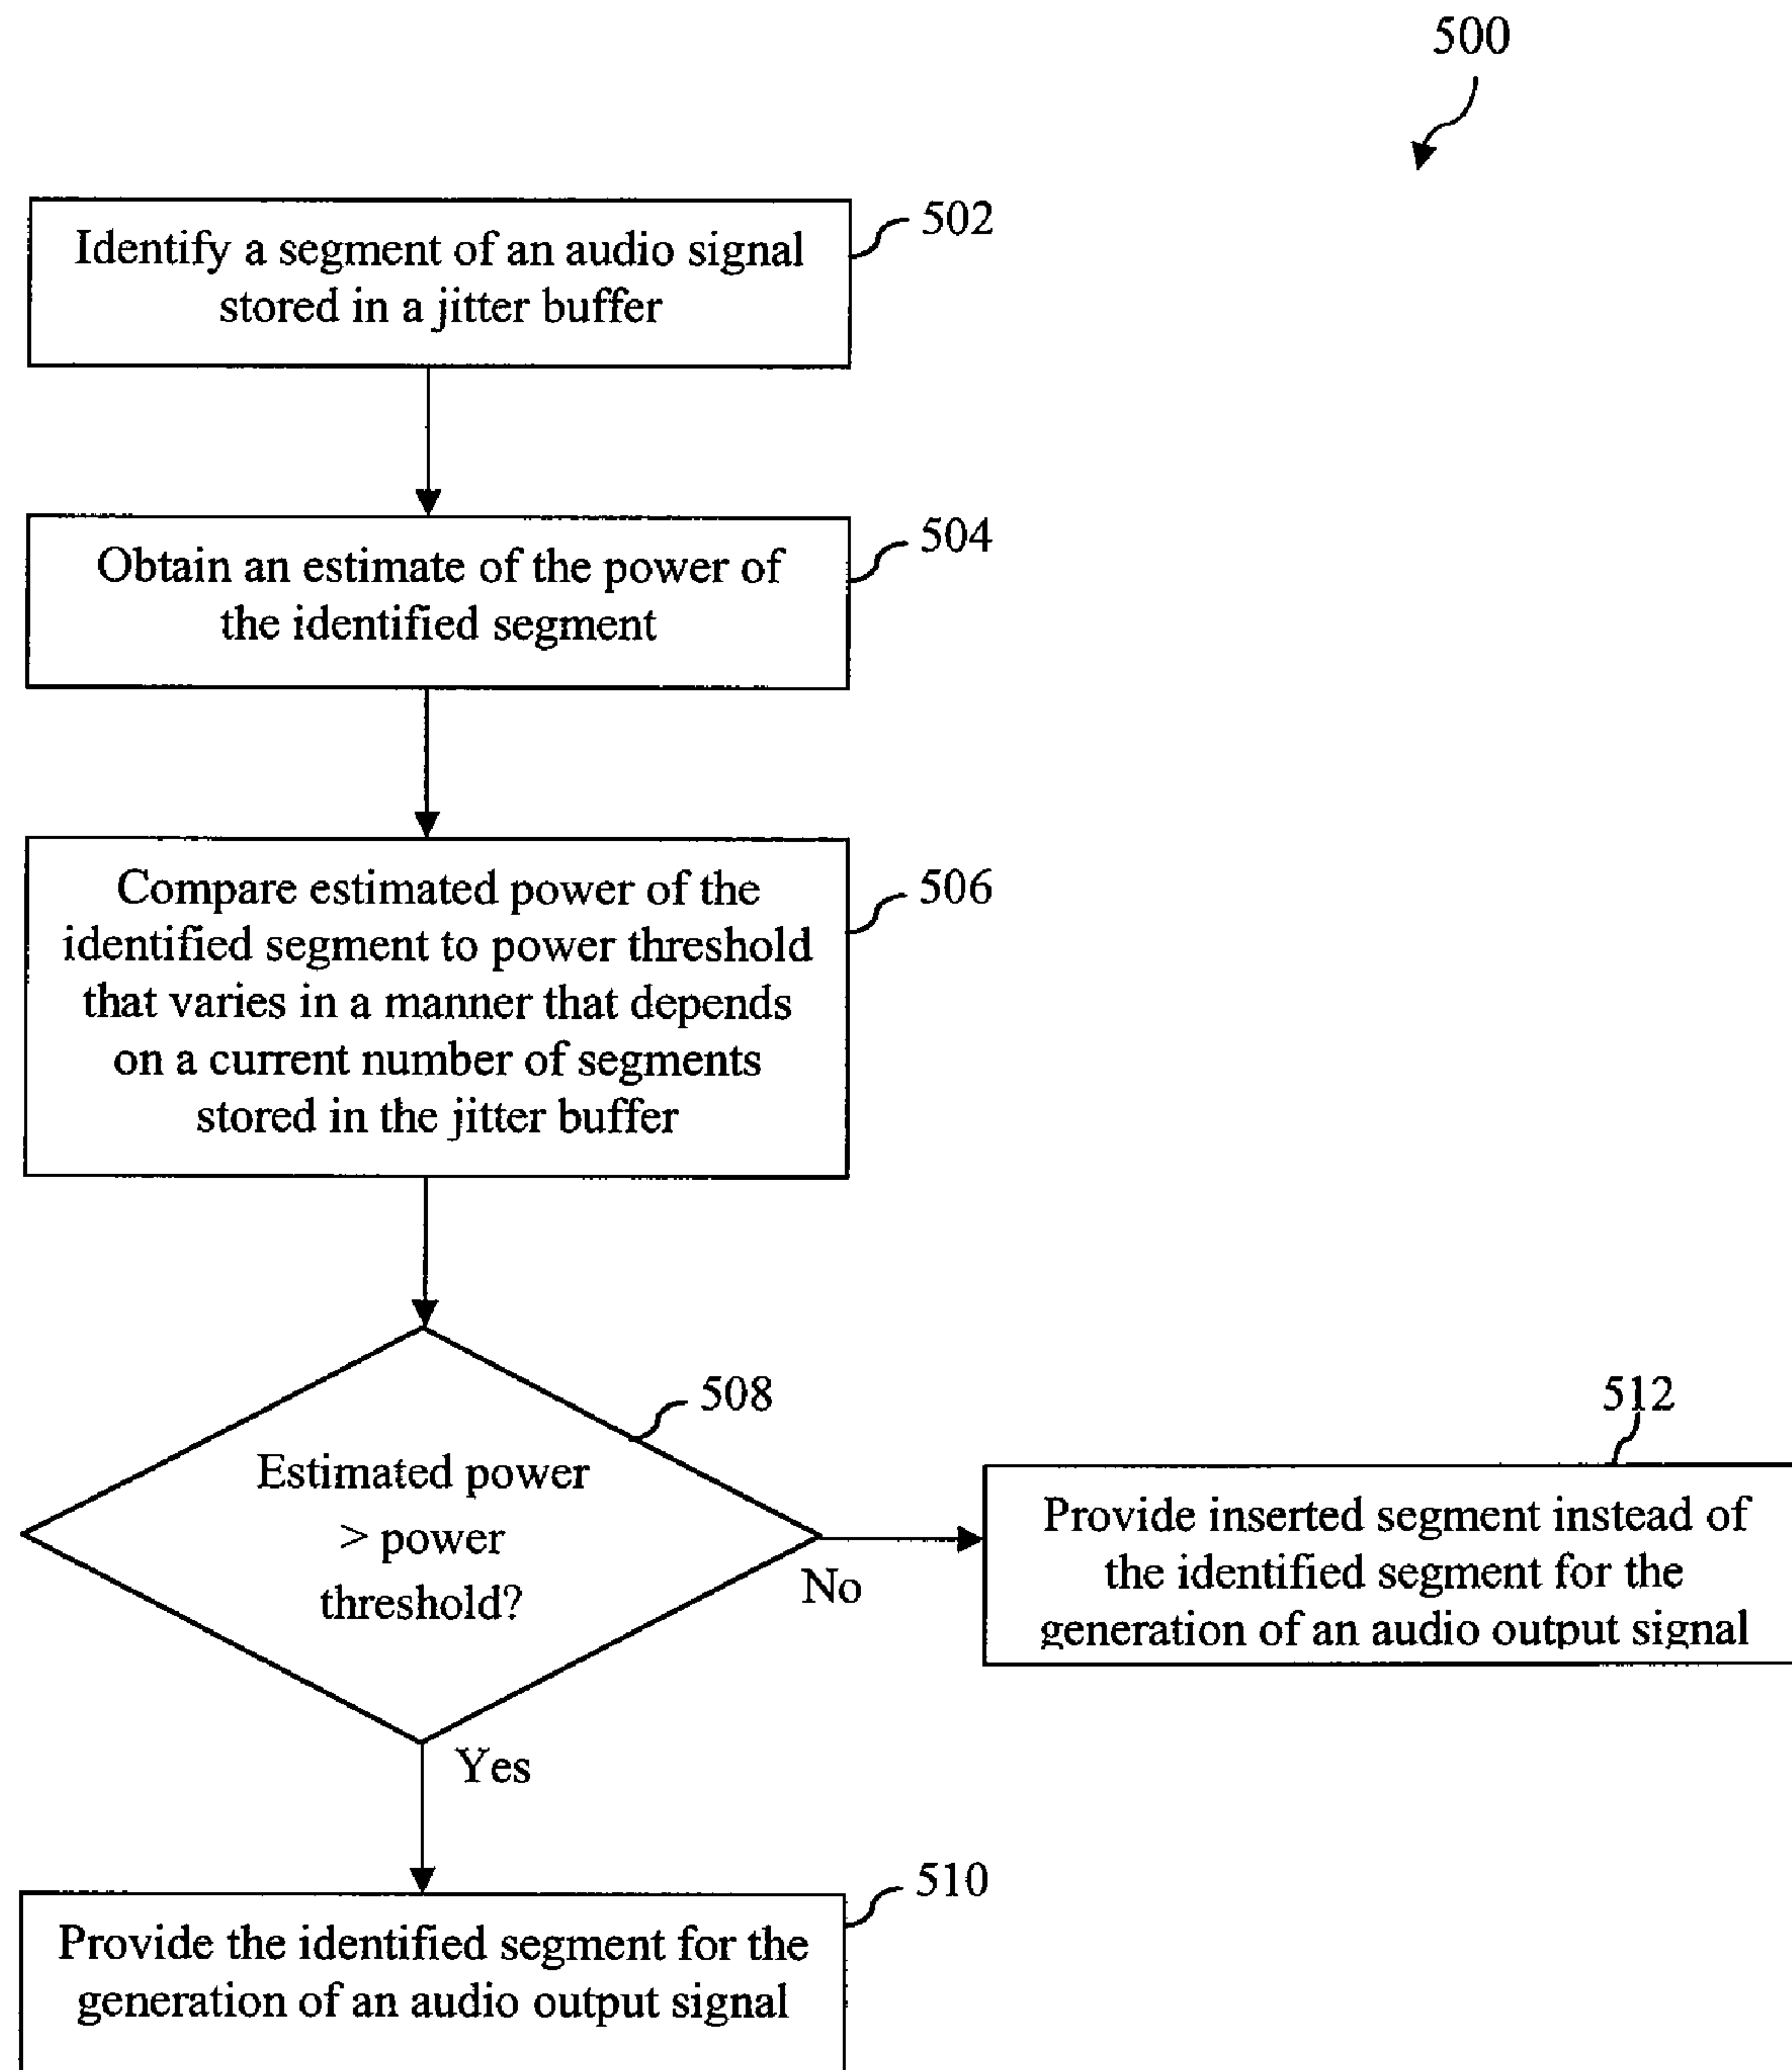 500
502
Identify a segment of an audio signal
stored in a jitter buffer
504
Obtain an estimate of the power of
the identified segment
506
Compare estimated power of the
identified segment to power threshold
that varies in a manner that depends
on a current number of segments
stored in the jitter buffer
508
Estimated power
> power
threshold?
No
Yes
512
Provide inserted segment instead of
the identified segment for the
generation of an audio output signal
510
Provide the identified segment for the
generation of an audio output signal